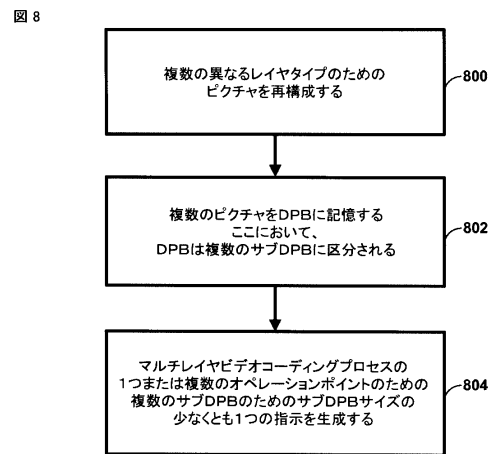 図 8
複数の異なるレイヤタイプのための
ピクチャを再構成する
800
複数のピクチャをDPBに記憶する
ここにおいて、
DPBは複数のサブDPBに区分される
802
マルチレイヤビデオコーディングプロセスの
1つまたは複数のオペレーションポイントのための
複数のサブDPBのためのサブDPBサイズの
少なくとも1つの指示を生成する
804